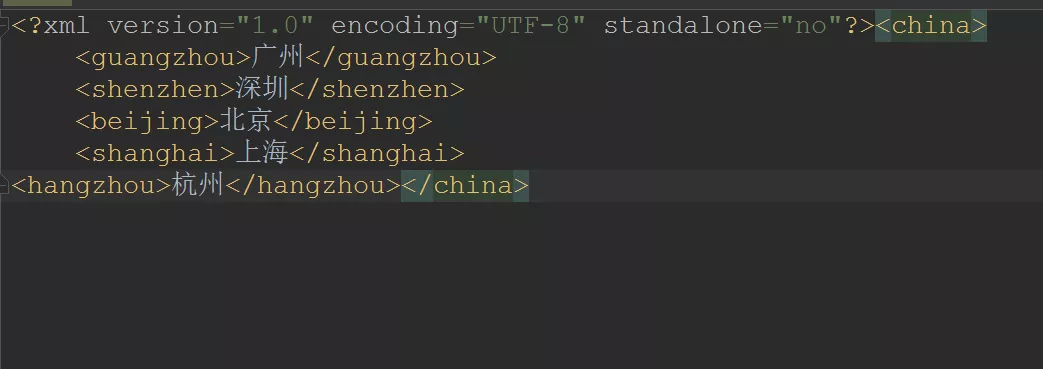 <?xml version="1.0" encoding="UTF-8" standalone="no"?><china>
    <guangzhou>广州</guangzhou>
    <shenzhen>深圳</shenzhen>
    <beijing>北京</beijing>
    <shanghai>上海</shanghai>
<hangzhou>杭州</hangzhou></china>